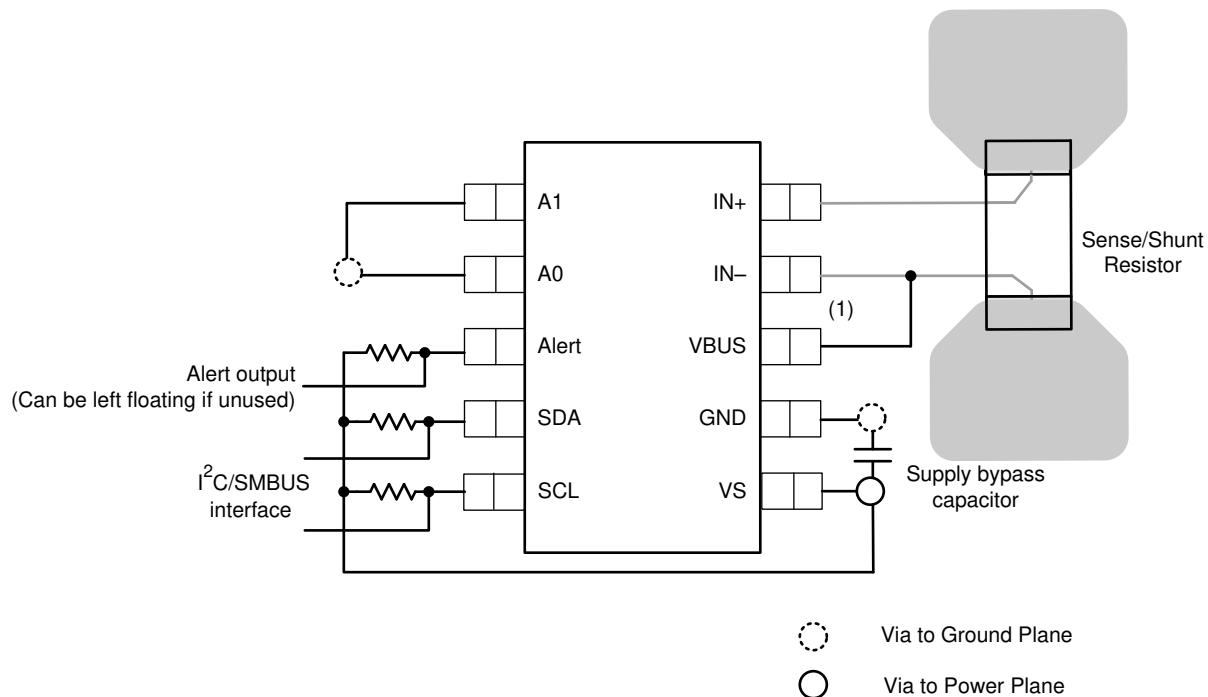 A1
A0
Alert
SDA
SCL
IN+
IN–
(1)
VBUS
GND
VS
Sense/Shunt
Resistor
Alert output
(Can be left floating if unused)
I²C/SMBUS
interface
Supply bypass
capacitor
Via to Ground Plane
Via to Power Plane